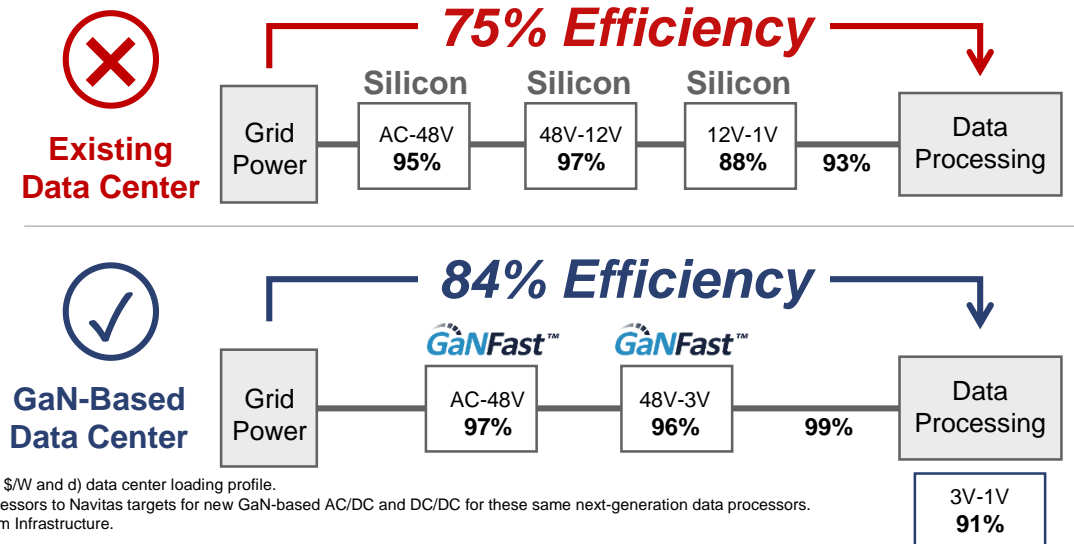 75% Efficiency
Silicon
Silicon
Silicon
Existing
Data Center
Grid
Power
AC-48V
95%
48V-12V
97%
12V-1V
88%
93%
Data
Processing
84% Efficiency
GaNFast™
GaNFast™
GaN-Based
Data Center
Grid
Power
AC-48V
97%
48V-3V
96%
99%
Data
Processing
3V-1V
91%
$/W and d) data center loading profile.
to Navitas targets for new GaN-based AC/DC and DC/DC for these same next-generation data processors.
Infrastructure.